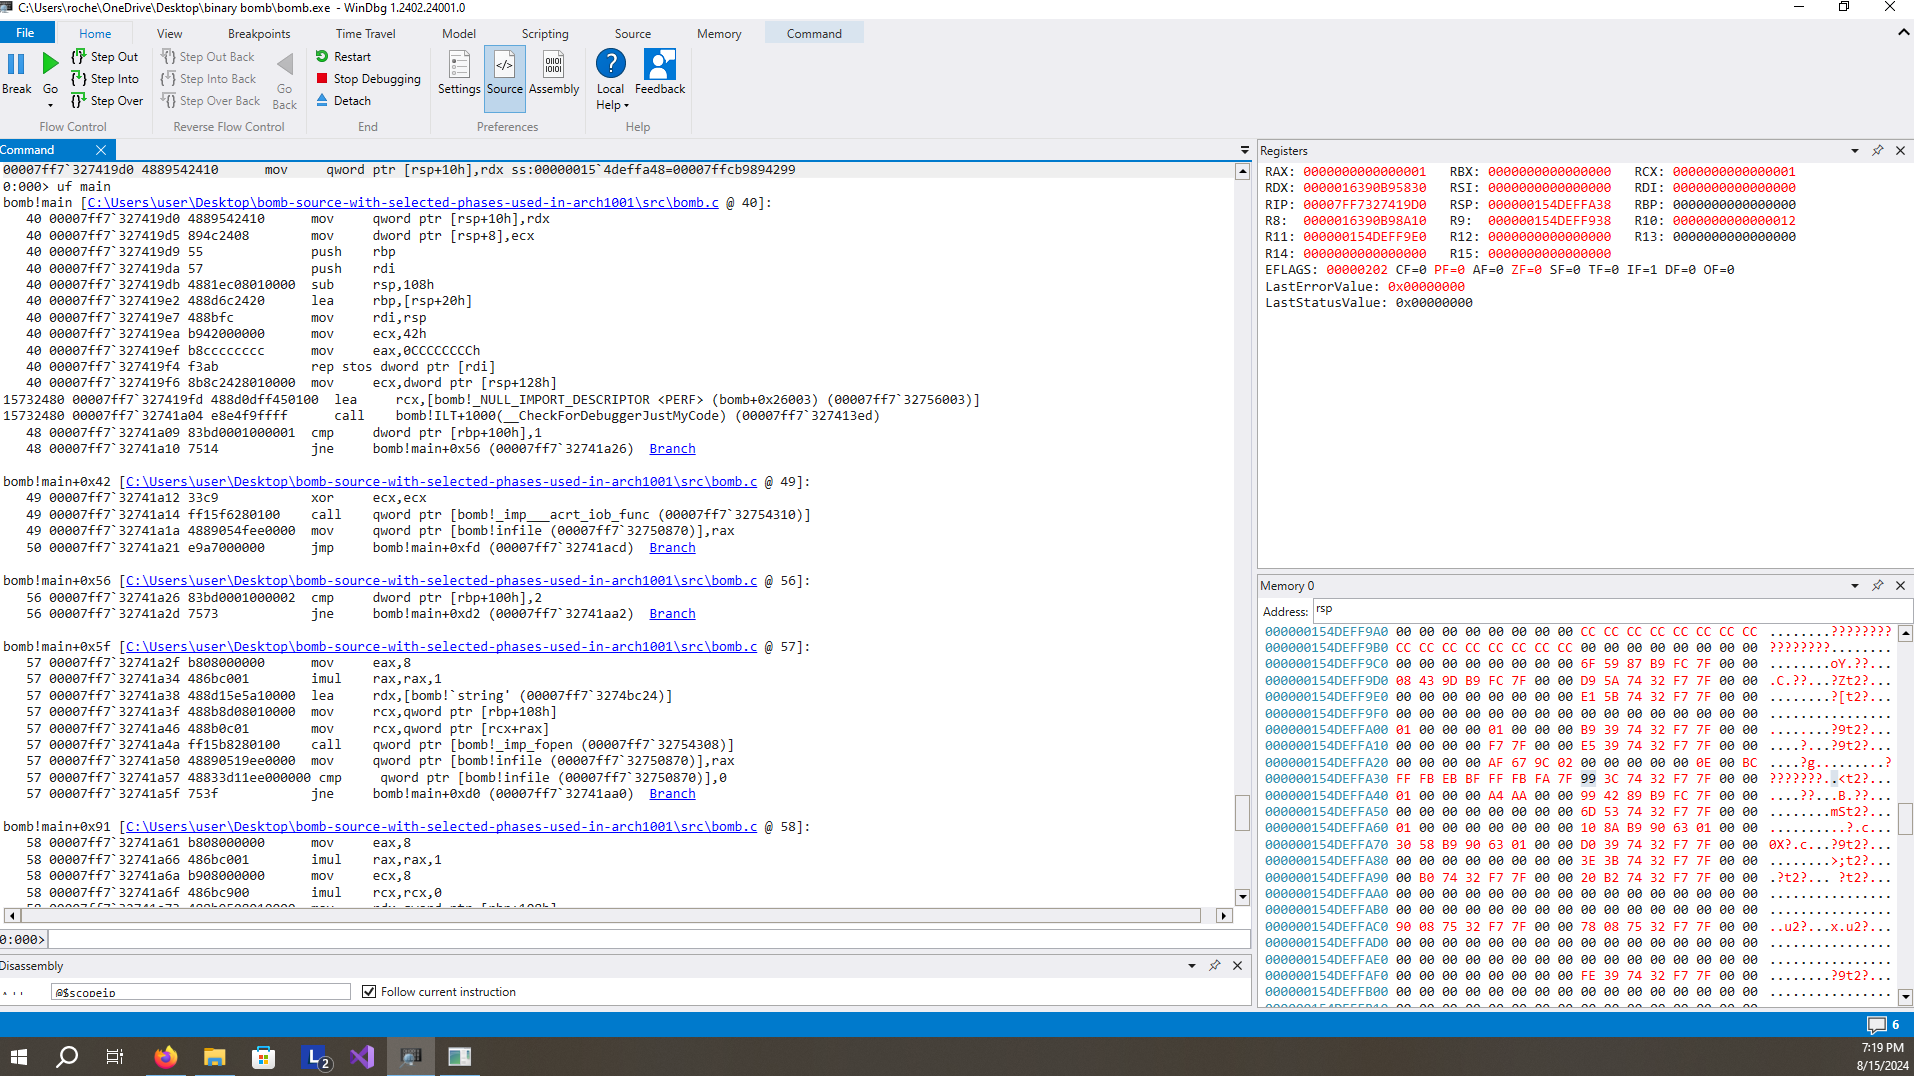 C:\Users\roche\OneDrive\Desktop\binary bomb\bomb.exe - WinDbg 1.2402.24001.0
File Home View Breakpoints Time Travel Model Scripting Source Memory Command
Break Go Step Out Step Into Step Over
Flow Control
Step Out Back Step Into Back Step Over Back Go Back
Reverse Flow Control
Restart Stop Debugging Detach
End
Settings Source Assembly
Preferences
Local Help Feedback
Help
Command
00007ff7`327419d0 4889542410 mov qword ptr [rsp+10h],rdx ss:00000015`4deffa48=00007ffcb9894299
0:000> uf main
bomb!main [C:\Users\user\Desktop\bomb-source-with-selected-phases-used-in-arch1001\src\bomb.c @ 40]:
40 00007ff7`327419d0 4889542410 mov qword ptr [rsp+10h],rdx
40 00007ff7`327419d5 894c2408 mov dword ptr [rsp+8],ecx
40 00007ff7`327419d9 55 push rbp
40 00007ff7`327419da 57 push rdi
40 00007ff7`327419db 4881ec08010000 sub rsp,108h
40 00007ff7`327419e2 488d6c2420 lea rbp,[rsp+20h]
40 00007ff7`327419e7 488bfc mov rdi,rsp
40 00007ff7`327419ea b942000000 mov ecx,42h
40 00007ff7`327419ef b8cccccccc mov eax,0CCCCCCCCh
40 00007ff7`327419f4 f3ab rep stos dword ptr [rdi]
40 00007ff7`327419f6 8b8c2428010000 mov ecx,dword ptr [rsp+128h]
15732480 00007ff7`327419fd 488d0dff450100 lea rcx,[bomb!_NULL_IMPORT_DESCRIPTOR <PERF> (bomb+0x26003) (00007ff7`32756003)]
15732480 00007ff7`32741a04 e8e4f9ffff call bomb!ILT+1000(__CheckForDebuggerJustMyCode) (00007ff7`327413ed)
48 00007ff7`32741a09 83bd0001000001 cmp dword ptr [rbp+100h],1
48 00007ff7`32741a10 7514 jne bomb!main+0x56 (00007ff7`32741a26) Branch
bomb!main+0x42 [C:\Users\user\Desktop\bomb-source-with-selected-phases-used-in-arch1001\src\bomb.c @ 49]:
49 00007ff7`32741a12 33c9 xor ecx,ecx
49 00007ff7`32741a14 ff15f6280100 call qword ptr [bomb!_imp___acrt_iob_func (00007ff7`32754310)]
49 00007ff7`32741a1a 4889054fee0000 mov qword ptr [bomb!infile (00007ff7`32750870)],rax
50 00007ff7`32741a21 e9a7000000 jmp bomb!main+0xfd (00007ff7`32741acd) Branch
bomb!main+0x56 [C:\Users\user\Desktop\bomb-source-with-selected-phases-used-in-arch1001\src\bomb.c @ 56]:
56 00007ff7`32741a26 83bd0001000002 cmp dword ptr [rbp+100h],2
56 00007ff7`32741a2d 7573 jne bomb!main+0xd2 (00007ff7`32741aa2) Branch
bomb!main+0x5f [C:\Users\user\Desktop\bomb-source-with-selected-phases-used-in-arch1001\src\bomb.c @ 57]:
57 00007ff7`32741a2f b808000000 mov eax,8
57 00007ff7`32741a34 486bc001 imul rax,rax,1
57 00007ff7`32741a38 488d15e5a10000 lea rdx,[bomb!`string' (00007ff7`3274bc24)]
57 00007ff7`32741a3f 488b8d08010000 mov rcx,qword ptr [rbp+108h]
57 00007ff7`32741a46 488b0c01 mov rcx,qword ptr [rcx+rax]
57 00007ff7`32741a4a ff15b8280100 call qword ptr [bomb!_imp_fopen (00007ff7`32754308)]
57 00007ff7`32741a50 48890519ee0000 mov qword ptr [bomb!infile (00007ff7`32750870)],rax
57 00007ff7`32741a57 48833d11ee000000 cmp qword ptr [bomb!infile (00007ff7`32750870)],0
57 00007ff7`32741a5f 753f jne bomb!main+0xd0 (00007ff7`32741aa0) Branch
bomb!main+0x91 [C:\Users\user\Desktop\bomb-source-with-selected-phases-used-in-arch1001\src\bomb.c @ 58]:
58 00007ff7`32741a61 b808000000 mov eax,8
58 00007ff7`32741a66 486bc001 imul rax,rax,1
58 00007ff7`32741a6a b908000000 mov ecx,8
58 00007ff7`32741a6f 486bc900 imul rcx,rcx,0
0:000>
Disassembly
@$scopeip Follow current instruction
Registers
RAX: 0000000000000001 RBX: 0000000000000000 RCX: 0000000000000001
RDX: 0000016390B95830 RSI: 0000000000000000 RDI: 0000000000000000
RIP: 00007FF7327419D0 RSP: 000000154DEFFA38 RBP: 0000000000000000
R8: 0000016390B98A10 R9: 000000154DEFF938 R10: 0000000000000012
R11: 000000154DEFF9E0 R12: 0000000000000000 R13: 0000000000000000
R14: 0000000000000000 R15: 0000000000000000
EFLAGS: 00000202 CF=0 PF=0 AF=0 ZF=0 SF=0 TF=0 IF=1 DF=0 OF=0
LastErrorValue: 0x00000000
LastStatusValue: 0x00000000
Memory 0
Address: rsp
000000154DEFF9A0 00 00 00 00 00 00 00 00 CC CC CC CC CC CC CC CC ........????????
000000154DEFF9B0 CC CC CC CC CC CC CC CC 00 00 00 00 00 00 00 00 ????????........
000000154DEFF9C0 00 00 00 00 00 00 00 00 6F 59 87 B9 FC 7F 00 00 ........oY.??...
000000154DEFF9D0 08 43 9D B9 FC 7F 00 00 D9 5A 74 32 F7 7F 00 00 .C.??...?Zt2?...
000000154DEFF9E0 00 00 00 00 00 00 00 00 E1 5B 74 32 F7 7F 00 00 ........?[t2?...
000000154DEFF9F0 00 00 00 00 00 00 00 00 00 00 00 00 00 00 00 00 ................
000000154DEFFA00 01 00 00 00 01 00 00 00 B9 39 74 32 F7 7F 00 00 ........?9t2?...
000000154DEFFA10 00 00 00 00 F7 7F 00 00 E5 39 74 32 F7 7F 00 00 ....?...?9t2?...
000000154DEFFA20 00 00 00 00 AF 67 9C 02 00 00 00 00 00 0E 00 BC ....?g.........?
000000154DEFFA30 FF FB EB BF FF FB FA 7F 99 3C 74 32 F7 7F 00 00 ???????..<t2?...
000000154DEFFA40 01 00 00 00 A4 AA 00 00 99 42 89 B9 FC 7F 00 00 ....??...B.??...
000000154DEFFA50 00 00 00 00 00 00 00 00 6D 53 74 32 F7 7F 00 00 ........mSt2?...
000000154DEFFA60 01 00 00 00 00 00 00 00 10 8A B9 90 63 01 00 00 ..........?.c...
000000154DEFFA70 30 58 B9 90 63 01 00 00 D0 39 74 32 F7 7F 00 00 0X?.c...?9t2?...
000000154DEFFA80 00 00 00 00 00 00 00 00 3E 3B 74 32 F7 7F 00 00 ........>;t2?...
000000154DEFFA90 00 B0 74 32 F7 7F 00 00 20 B2 74 32 F7 7F 00 00 .?t2?... ?t2?...
000000154DEFFAA0 00 00 00 00 00 00 00 00 00 00 00 00 00 00 00 00 ................
000000154DEFFAB0 00 00 00 00 00 00 00 00 00 00 00 00 00 00 00 00 ................
000000154DEFFAC0 90 08 75 32 F7 7F 00 00 78 08 75 32 F7 7F 00 00 ..u2?...x.u2?...
000000154DEFFAD0 00 00 00 00 00 00 00 00 00 00 00 00 00 00 00 00 ................
000000154DEFFAE0 00 00 00 00 00 00 00 00 00 00 00 00 00 00 00 00 ................
000000154DEFFAF0 00 00 00 00 00 00 00 00 FE 39 74 32 F7 7F 00 00 ........?9t2?...
000000154DEFFB00 00 00 00 00 00 00 00 00 00 00 00 00 00 00 00 00 ................
6
L 2
7:19 PM
8/15/2024